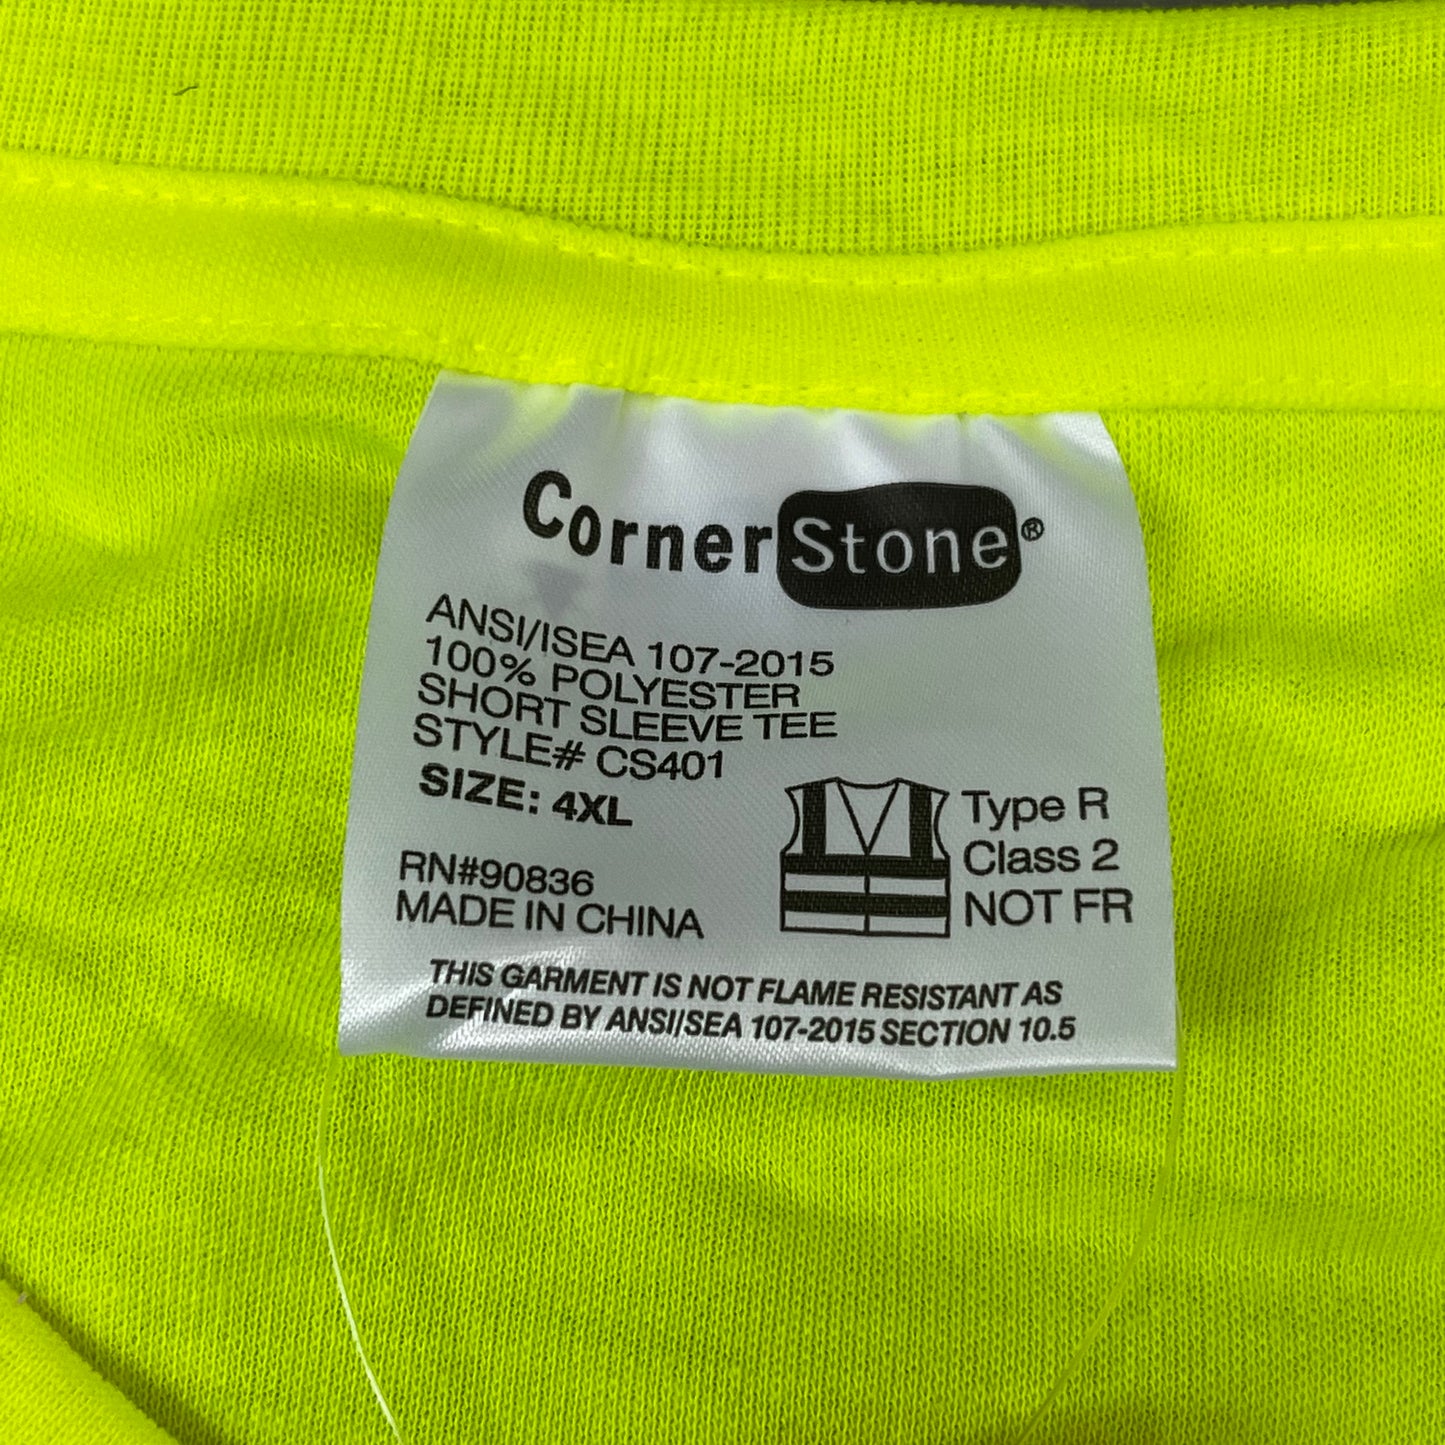 CornerStone®
ANSI/ISEA 107-2015
100% POLYESTER
SHORT SLEEVE TEE
STYLE# CS401
SIZE: 4XL
Type R
Class 2
NOT FR
RN#90836
MADE IN CHINA
THIS GARMENT IS NOT FLAME RESISTANT AS
DEFINED BY ANSI/SEA 107-2015 SECTION 10.5